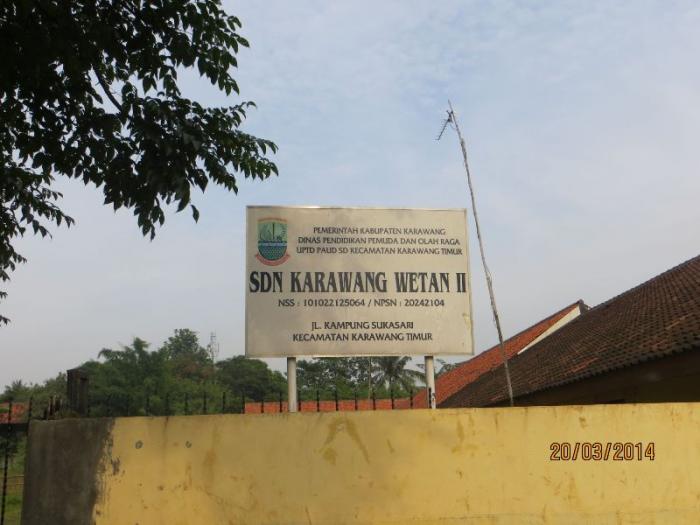 PEMERINTAH KABUPATEN KARAWANG
DINAS PENDIDIKAN PEMUDA DAN OLAH RAGA
UPTD PAUD SD KECAMATAN KARAWANG TIMUR
SDN KARAWANG WETAN II
NSS : 101022125064 / NPSN : 20242104
JL. KAMPUNG SUKASARI
KECAMATAN KARAWANG TIMUR
20/03/2014